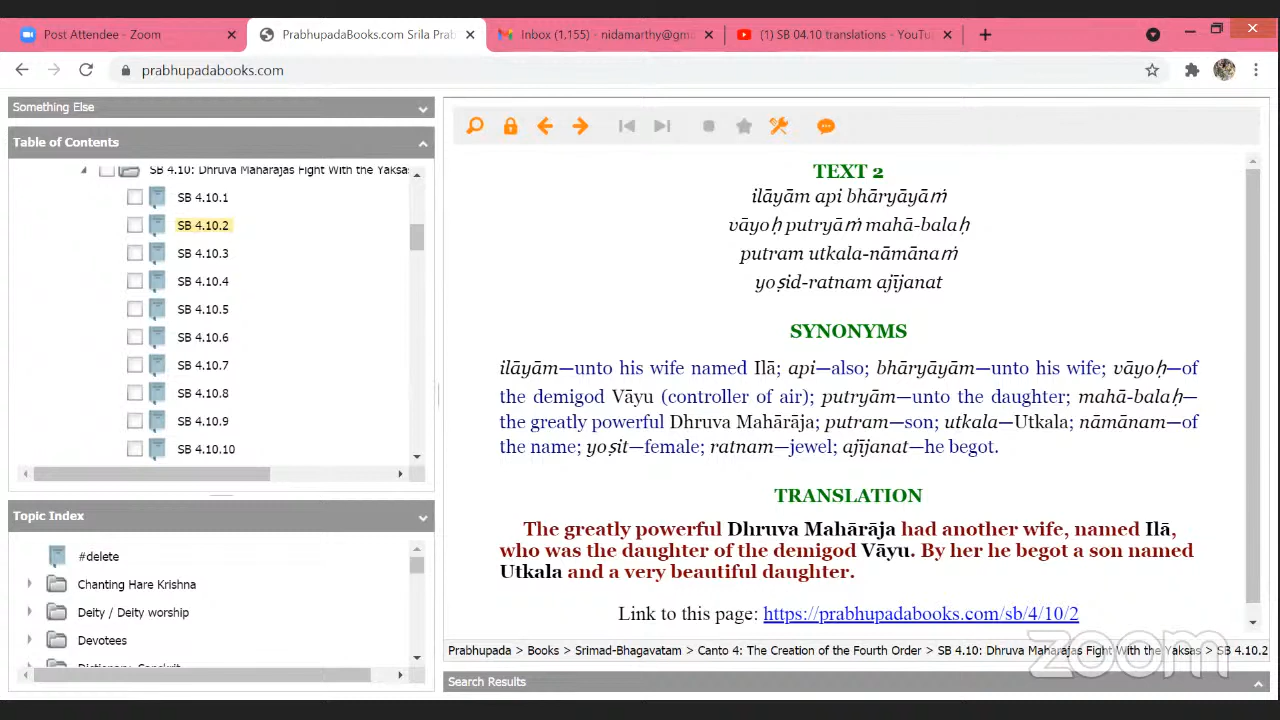 Post Attendee - Zoom
PrabhupadaBooks.com Srila Prab
Inbox (1,155) - nidamarthy@gm
(1) SB 04.10 translations - YouTu
prabhupadabooks.com
Something Else
Table of Contents
SB 4.10: Dhruva Maharajas Fight With the Yaksas
SB 4.10.1
SB 4.10.2
SB 4.10.3
SB 4.10.4
SB 4.10.5
SB 4.10.6
SB 4.10.7
SB 4.10.8
SB 4.10.9
SB 4.10.10
Topic Index
#delete
Chanting Hare Krishna
Deity / Deity worship
Devotees
Dictionary, Sanskrit
TEXT 2
ilāyām api bhāryāyāṁ
vāyoḥ putryāṁ mahā-balaḥ
putram utkala-nāmānaṁ
yoṣid-ratnam ajījanat
SYNONYMS
ilāyām—unto his wife named Ilā; api—also; bhāryāyām—unto his wife; vāyoḥ—of
the demigod Vāyu (controller of air); putryām—unto the daughter; mahā-balaḥ—
the greatly powerful Dhruva Mahārāja; putram—son; utkala—Utkala; nāmānam—of
the name; yoṣit—female; ratnam—jewel; ajījanat—he begot.
TRANSLATION
The greatly powerful Dhruva Mahārāja had another wife, named Ilā,
who was the daughter of the demigod Vāyu. By her he begot a son named
Utkala and a very beautiful daughter.
Link to this page: https://prabhupadabooks.com/sb/4/10/2
Prabhupada > Books > Srimad-Bhagavatam > Canto 4: The Creation of the Fourth Order > SB 4.10: Dhruva Maharajas Fight With the Yaksas > SB 4.10.2
Search Results
zoom